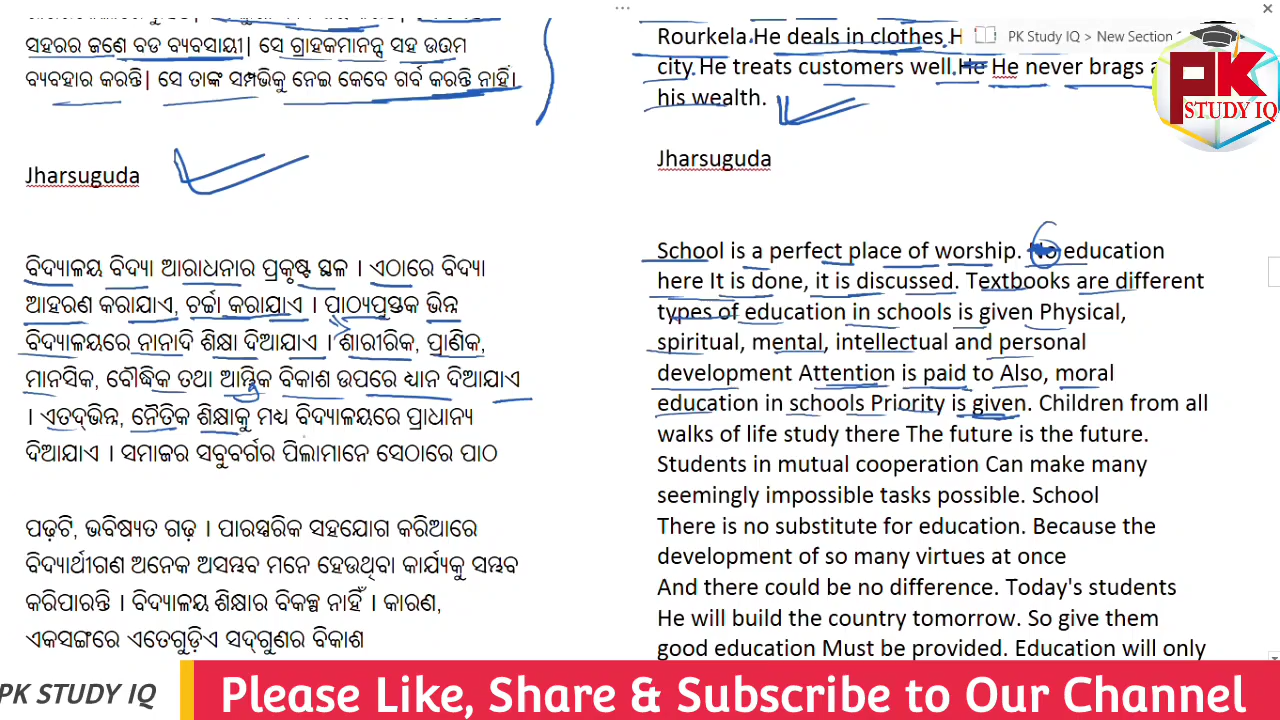 ସହରର ଜଣେ ବଡ ବ୍ୟବସାୟୀ| ସେ ଗ୍ରାହକମାନଙ୍କ ସହ ଉତ୍ତମ
ବ୍ୟବହାର କରନ୍ତି| ସେ ତାଙ୍କ ସମ୍ପତ୍ତିକୁ ନେଇ କେବେ ଗର୍ବ କରନ୍ତି ନାହିଁ।
Jharsuguda
ବିଦ୍ୟାଳୟ ବିଦ୍ୟା ଆରାଧନାର ପ୍ରକୃଷ୍ଟ ସ୍ଥଳ । ଏଠାରେ ବିଦ୍ୟା
ଆହରଣ କରାଯାଏ, ଚର୍ଚ୍ଚା କରାଯାଏ । ପାଠ୍ୟପୁସ୍ତକ ଭିନ୍ନ
ବିଦ୍ୟାଳୟରେ ନାନାଦି ଶିକ୍ଷା ଦିଆଯାଏ । ଶାରୀରିକ, ପ୍ରାଣିକ,
ମାନସିକ, ବୌଦ୍ଧିକ ତଥା ଆତ୍ମିକ ବିକାଶ ଉପରେ ଧ୍ୟାନ ଦିଆଯାଏ
। ଏତଦ୍‌ଭିନ୍ନ, ନୈତିକ ଶିକ୍ଷାକୁ ମଧ୍ୟ ବିଦ୍ୟାଳୟରେ ପ୍ରାଧାନ୍ୟ
ଦିଆଯାଏ । ସମାଜର ସବୁବର୍ଗର ପିଲାମାନେ ସେଠାରେ ପାଠ
ପଢ଼ଟି, ଭବିଷ୍ୟତ ଗଢ଼ । ପାରସ୍ତରିକ ସହଯୋଗ କରିଆରେ
ବିଦ୍ୟାର୍ଥୀଗଣ ଅନେକ ଅସମ୍ଭବ ମନେ ହେଉଥିବା କାର୍ଯ୍ୟକୁ ସମ୍ଭବ
କରିପାରନ୍ତି । ବିଦ୍ୟାଳୟ ଶିକ୍ଷାର ବିକଳ୍ପ ନାହିଁ । କାରଣ,
ଏକସଙ୍ଗରେ ଏତେଗୁଡ଼ିଏ ସଦ୍‌ଗୁଣର ବିକାଶ
Rourkela.He deals in clothes.H
city.He treats customers well.He He never brags a
his wealth.
Jharsuguda
School is a perfect place of worship. No education
here It is done, it is discussed. Textbooks are different
types of education in schools is given Physical,
spiritual, mental, intellectual and personal
development Attention is paid to Also, moral
education in schools Priority is given. Children from all
walks of life study there The future is the future.
Students in mutual cooperation Can make many
seemingly impossible tasks possible. School
There is no substitute for education. Because the
development of so many virtues at once
And there could be no difference. Today's students
He will build the country tomorrow. So give them
good education Must be provided. Education will only
PK STUDY IQ > New Section
PK
STUDY IQ
PK STUDY IQ
Please Like, Share & Subscribe to Our Channel